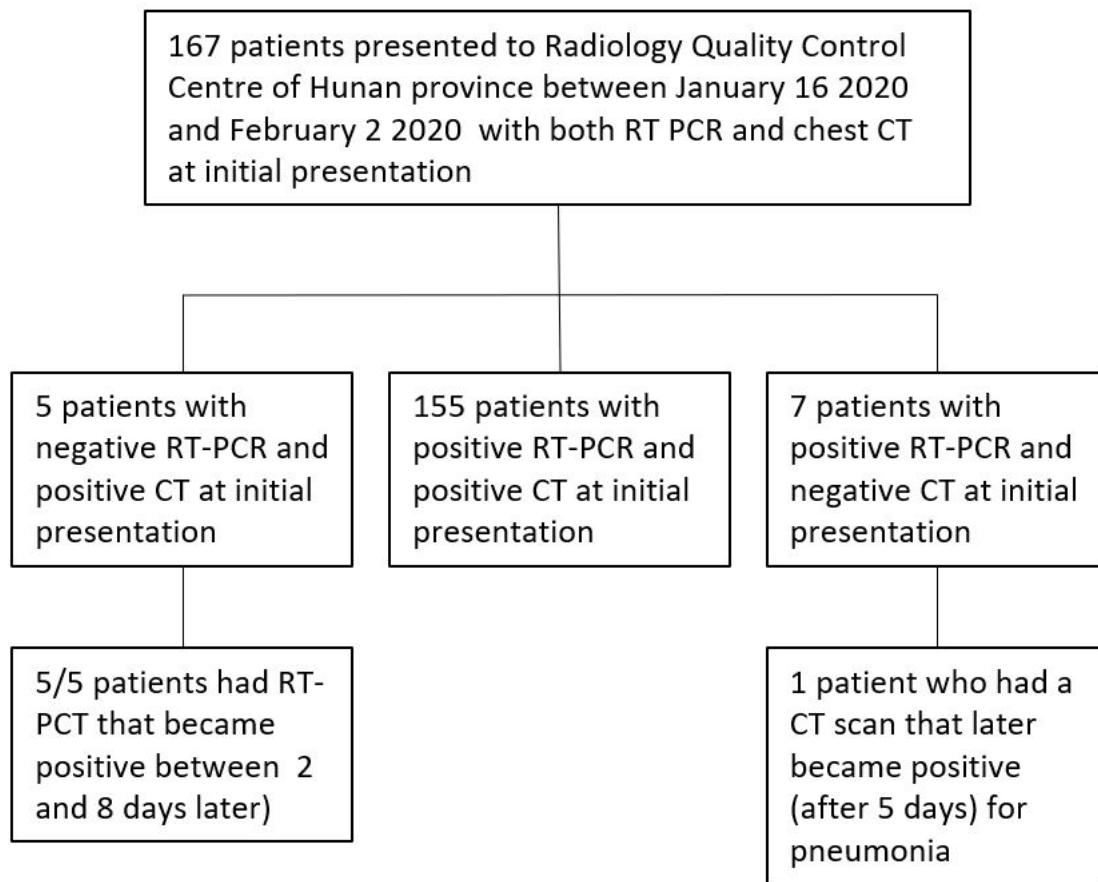 167 patients presented to Radiology Quality Control
Centre of Hunan province between January 16 2020
and February 2 2020 with both RT PCR and chest CT
at initial presentation
5 patients with
negative RT-PCR and
positive CT at initial
presentation
155 patients with
positive RT-PCR and
positive CT at initial
presentation
7 patients with
positive RT-PCR and
negative CT at initial
presentation
5/5 patients had RT-
PCT that became
positive between 2
and 8 days later)
1 patient who had a
CT scan that later
became positive
(after 5 days) for
pneumonia